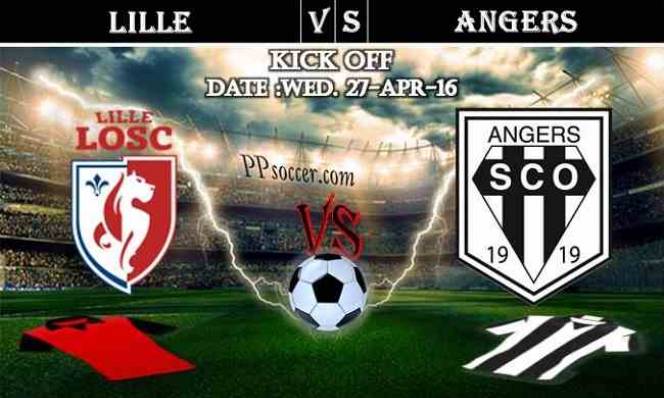 LILLE VS ANGERS
KICK OFF
DATE :WED. 27-APR-16
LILLE
LOSC
PPsoccer.com
VS
ANGERS
SCO
19 19